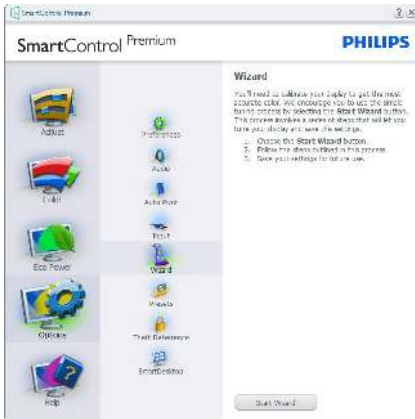 SmartControl Premium
SmartControl Premium
PHILIPS
Adjust
Color
Eco Power
Options
Help
Preferences
Audio
Auto Pivot
Input
Wizard
Presets
Theft Deterrence
SmartDesktop
Wizard
You'll need to calibrate your display to get the most
accurate color. We encourage you to use the simple
tuning process by selecting the Start Wizard button.
This process invokes a series of steps that will let you
tune your display and save the settings.
1. Choose the Start Wizard button.
2. Follow the steps outlined in this process.
3. Save your settings for future use.
Start Wizard